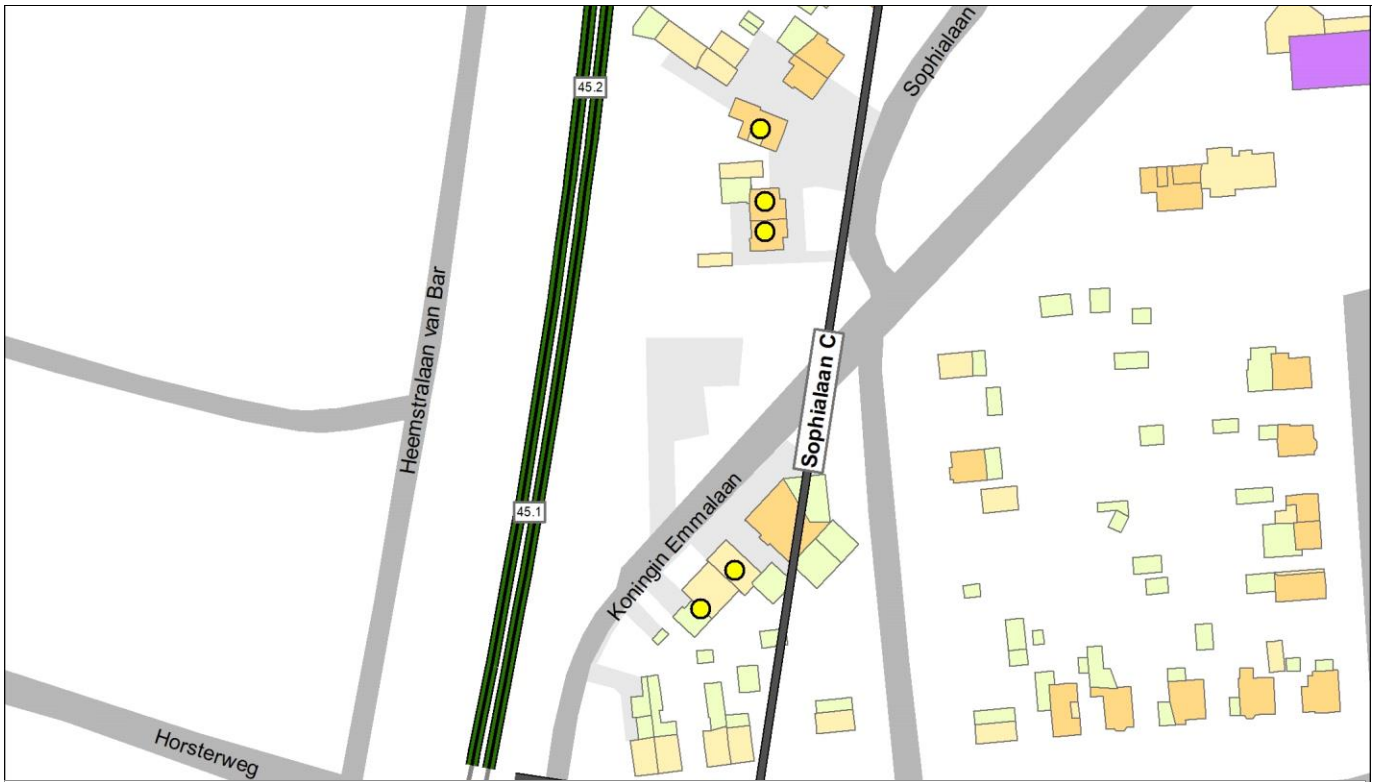 45.2
Sophialaan
Heemstralaan van Bar
Sophialaan C
45.1
Koningin Emmalaan
Horsterweg